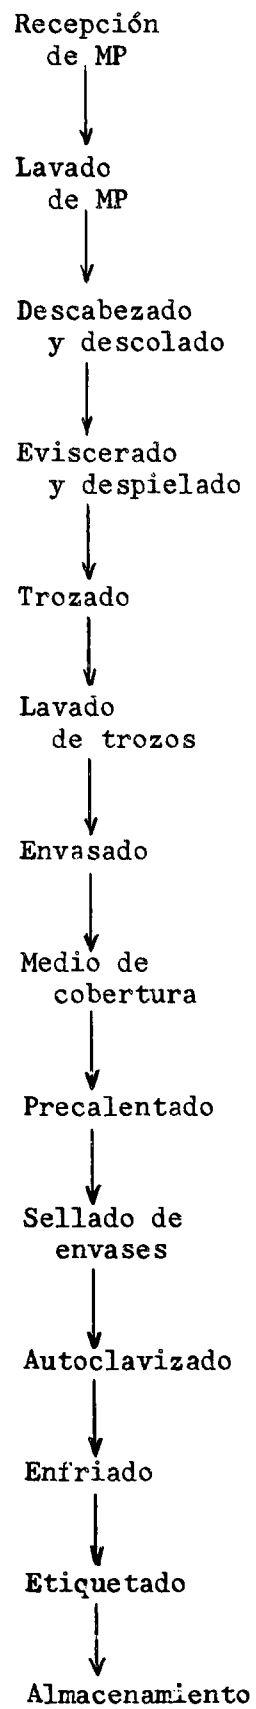 Recepción
de MP
Lavado
de MP
Descabezado
y descolado
Eviscerado
y despielado
Trozado
Lavado
de trozos
Envasado
Medio de
cobertura
Precalentado
Sellado de
envases
Autoclavizado
Enfriado
Etiquetado
Almacenamiento